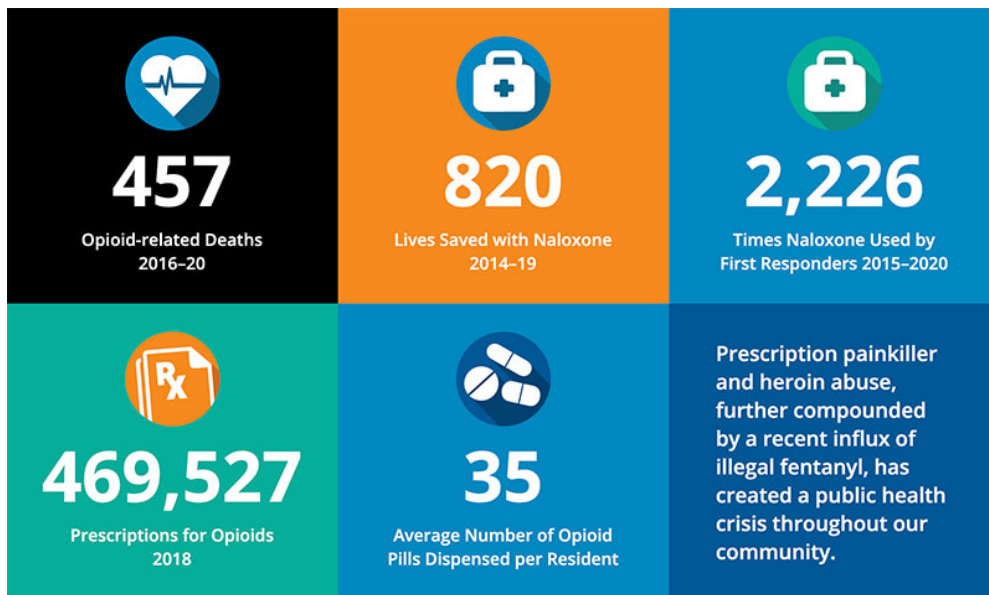 457
Opioid-related Deaths
2016–20
820
Lives Saved with Naloxone
2014–19
2,226
Times Naloxone Used by
First Responders 2015–2020
Rx
469,527
Prescriptions for Opioids
2018
35
Average Number of Opioid
Pills Dispensed per Resident
Prescription painkiller
and heroin abuse,
further compounded
by a recent influx of
illegal fentanyl, has
created a public health
crisis throughout our
community.